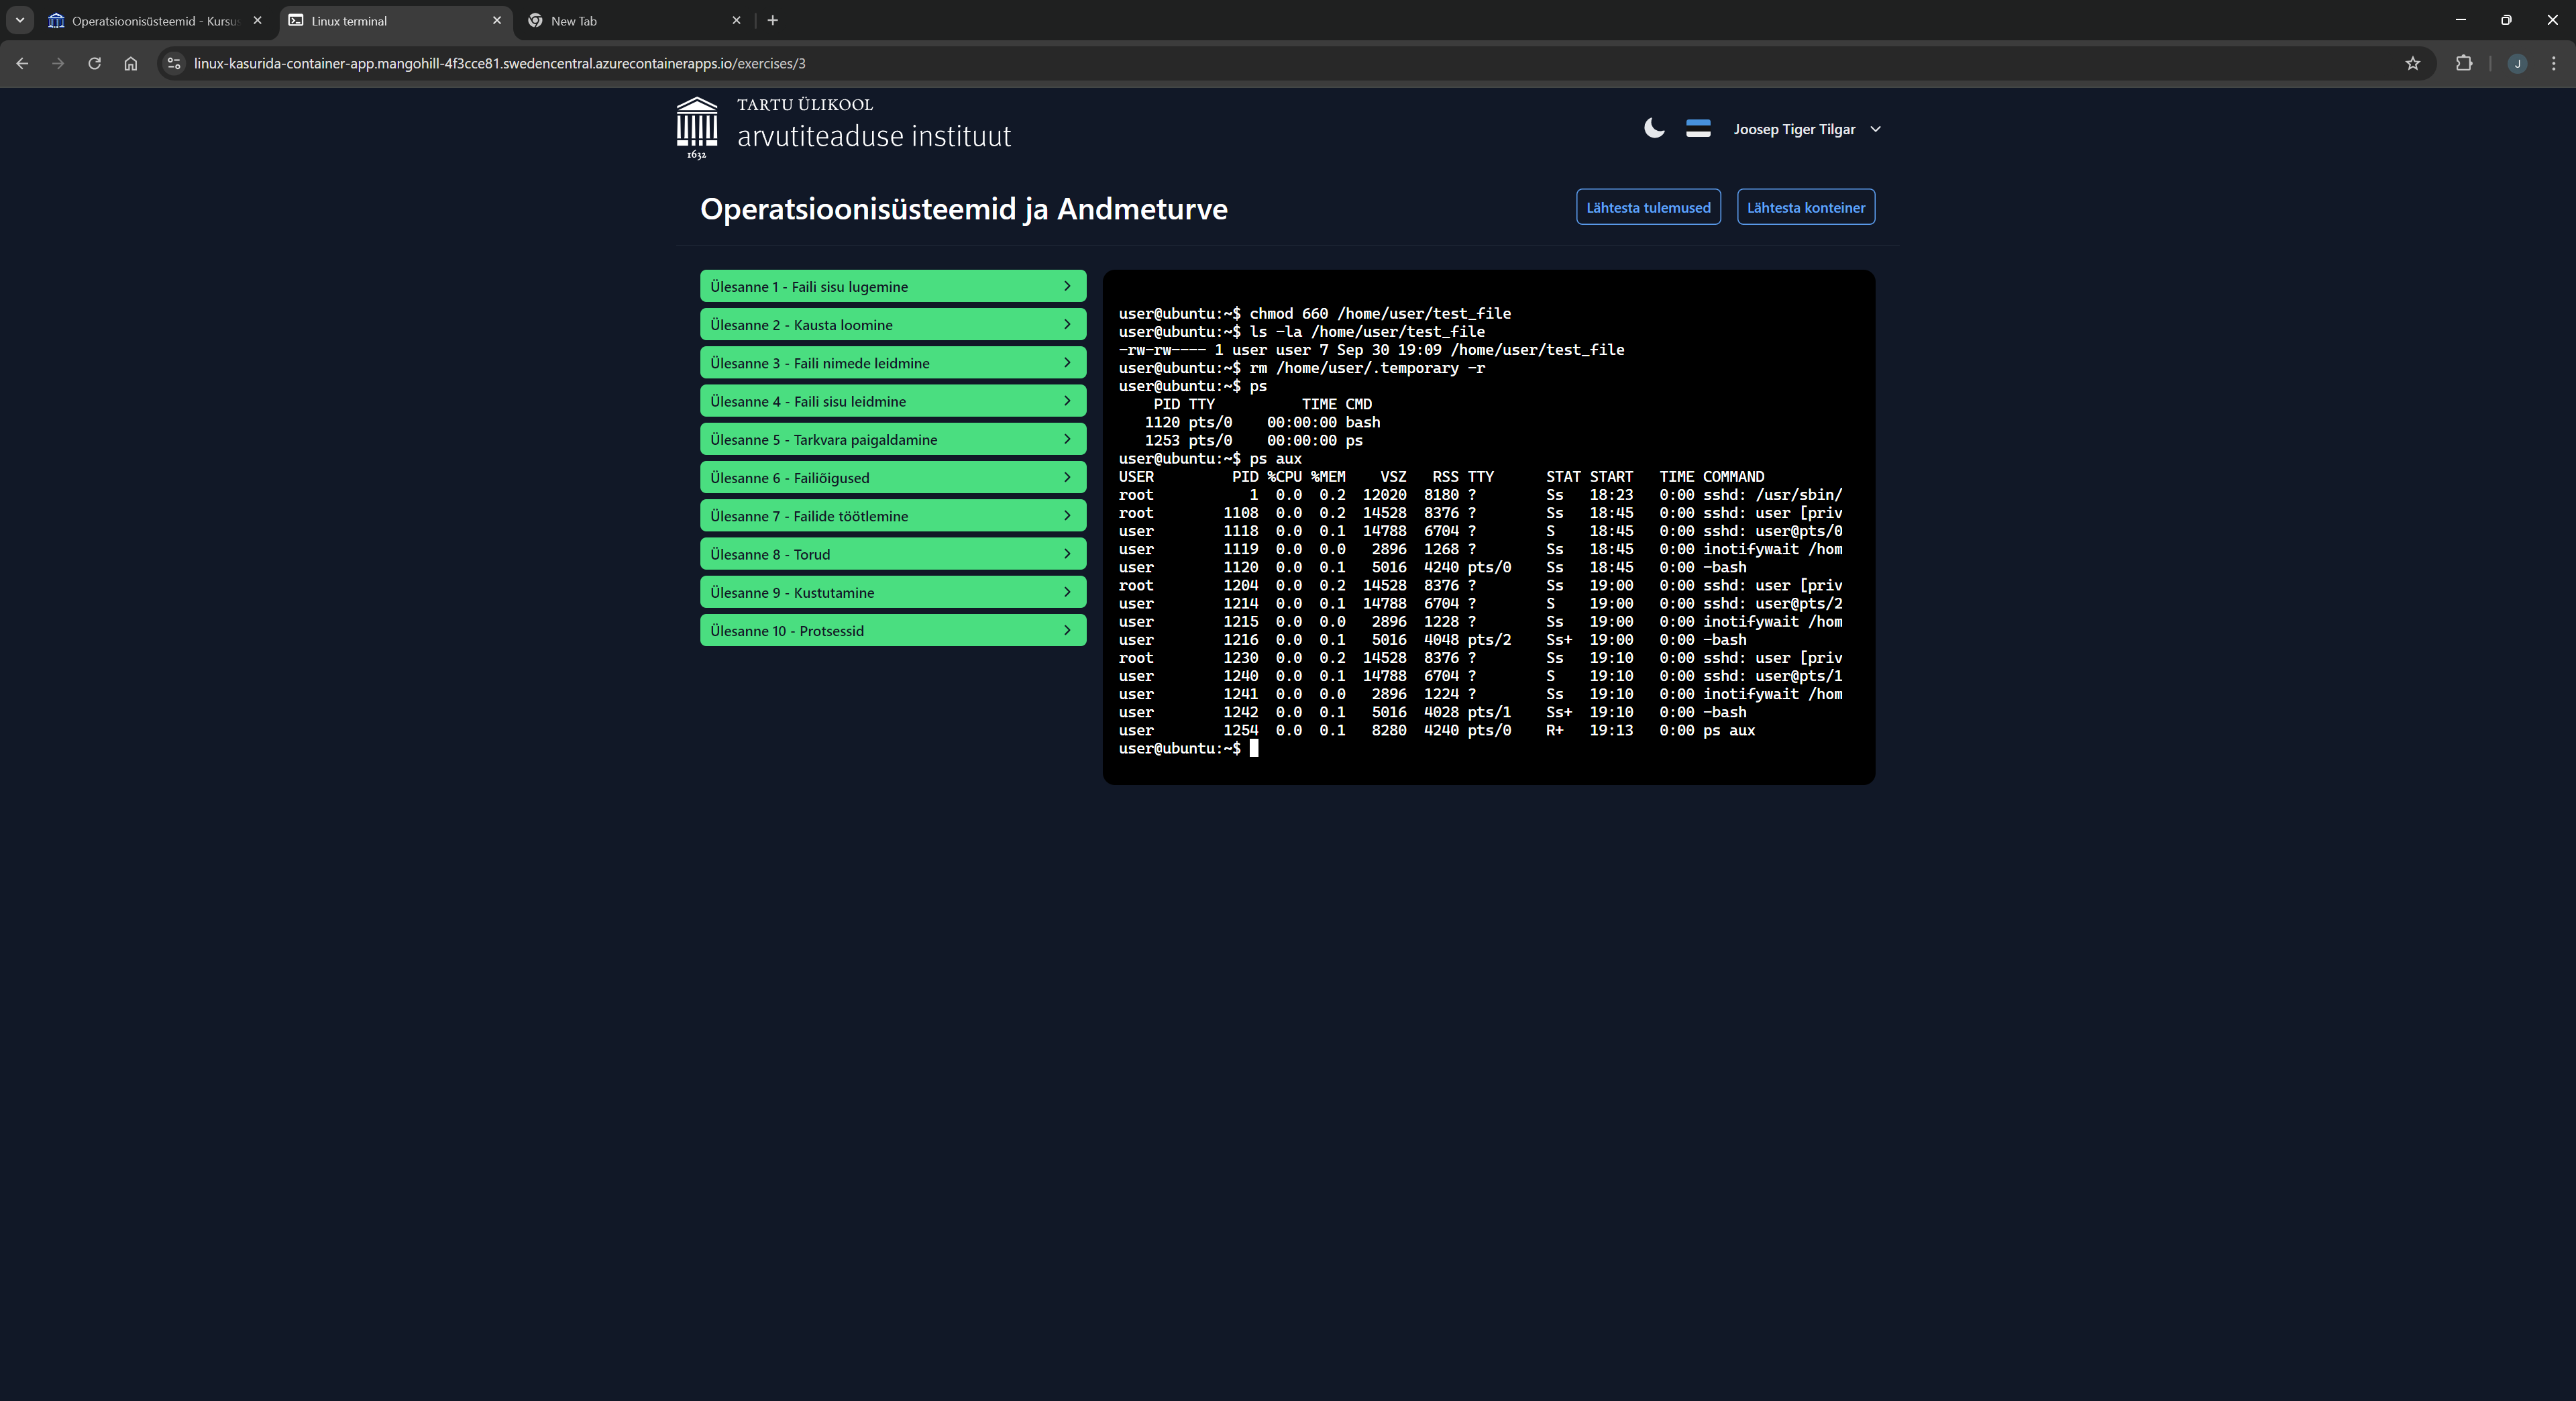 Operatsioonisüsteemid - Kursu
Linux terminal
New Tab
linux-kasurida-container-app.mangohill-4f3cce81.swedencentral.azurecontainerapps.io/exercises/3
J
TARTU ÜLIKOOL
arvutiteaduse instituut
1632
Joosep Tiger Tilgar
Operatsioonisüsteemid ja Andmeturve
Lähtesta tulemused
Lähtesta konteiner
Ülesanne 1 - Faili sisu lugemine
Ülesanne 2 - Kausta loomine
Ülesanne 3 - Faili nimede leidmine
Ülesanne 4 - Faili sisu leidmine
Ülesanne 5 - Tarkvara paigaldamine
Ülesanne 6 - Failiõigused
Ülesanne 7 - Failide töötlemine
Ülesanne 8 - Torud
Ülesanne 9 - Kustutamine
Ülesanne 10 - Protsessid
user@ubuntu:~$ chmod 660 /home/user/test_file
user@ubuntu:~$ ls -la /home/user/test_file
-rw-rw---- 1 user user 7 Sep 30 19:09 /home/user/test_file
user@ubuntu:~$ rm /home/user/.temporary -r
user@ubuntu:~$ ps
    PID TTY          TIME CMD
   1120 pts/0    00:00:00 bash
   1253 pts/0    00:00:00 ps
user@ubuntu:~$ ps aux
USER         PID %CPU %MEM    VSZ   RSS TTY      STAT START   TIME COMMAND
root           1  0.0  0.2  12020  8180 ?        Ss   18:23   0:00 sshd: /usr/sbin/
root        1108  0.0  0.2  14528  8376 ?        Ss   18:45   0:00 sshd: user [priv
user        1118  0.0  0.1  14788  6704 ?        S    18:45   0:00 sshd: user@pts/0
user        1119  0.0  0.0   2896  1268 ?        Ss   18:45   0:00 inotifywait /hom
user        1120  0.0  0.1   5016  4240 pts/0    Ss   18:45   0:00 -bash
root        1204  0.0  0.2  14528  8376 ?        Ss   19:00   0:00 sshd: user [priv
user        1214  0.0  0.1  14788  6704 ?        S    19:00   0:00 sshd: user@pts/2
user        1215  0.0  0.0   2896  1228 ?        Ss   19:00   0:00 inotifywait /hom
user        1216  0.0  0.1   5016  4048 pts/2    Ss+  19:00   0:00 -bash
root        1230  0.0  0.2  14528  8376 ?        Ss   19:10   0:00 sshd: user [priv
user        1240  0.0  0.1  14788  6704 ?        S    19:10   0:00 sshd: user@pts/1
user        1241  0.0  0.0   2896  1224 ?        Ss   19:10   0:00 inotifywait /hom
user        1242  0.0  0.1   5016  4028 pts/1    Ss+  19:10   0:00 -bash
user        1254  0.0  0.1   8280  4240 pts/0    R+   19:13   0:00 ps aux
user@ubuntu:~$